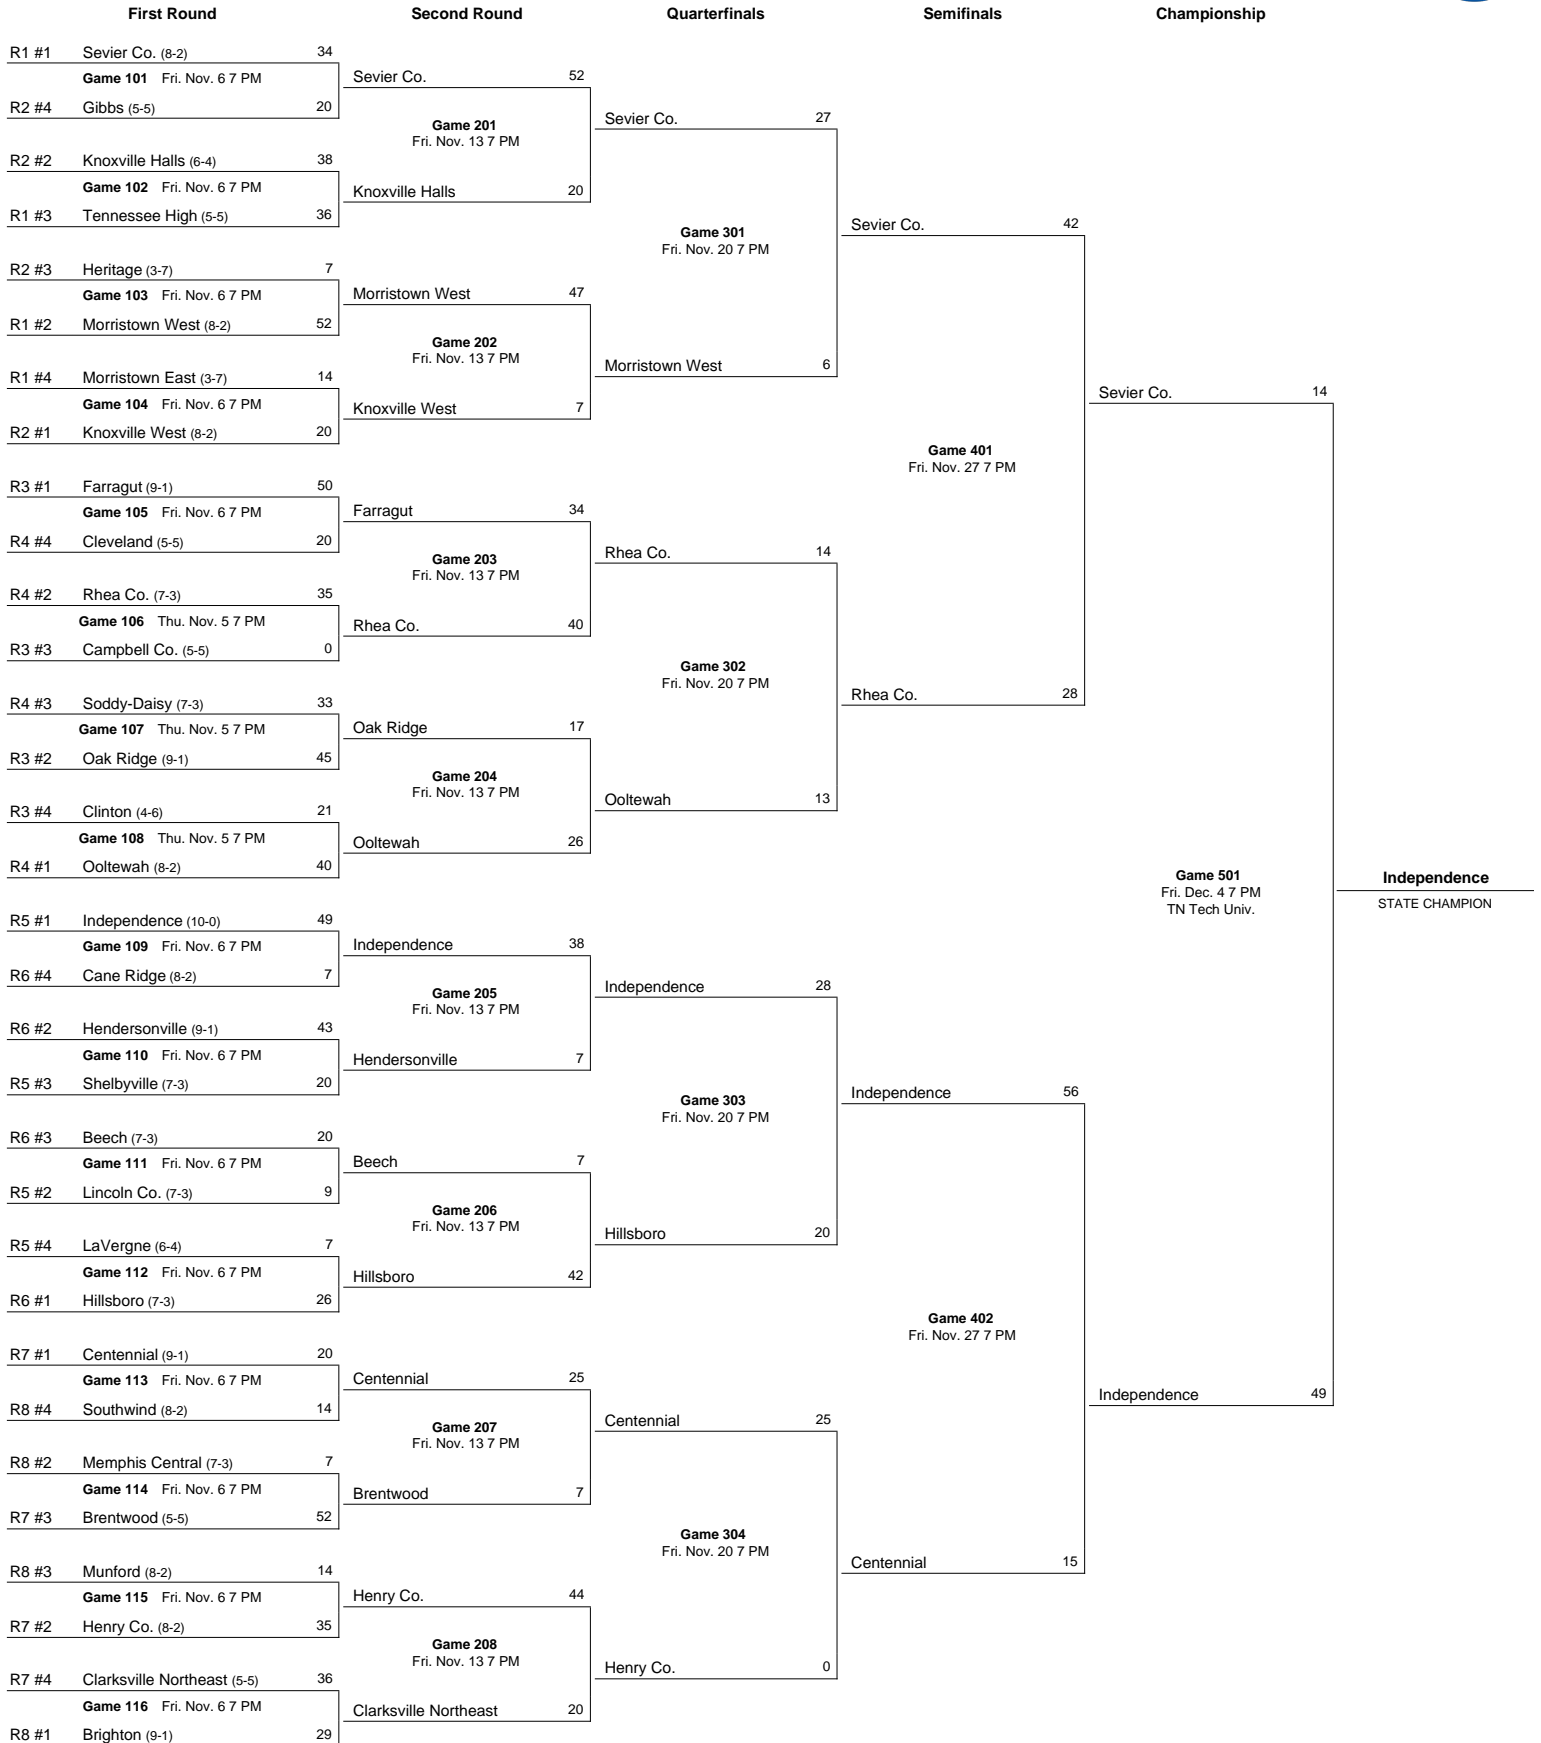 First Round Second Round Quarterfinals Semifinals Championship
R1 #1 Sevier Co. (8-2) 34
Game 101 Fri. Nov. 6 7 PM
R2 #4 Gibbs (5-5) 20
R2 #2 Knoxville Halls (6-4) 38
Game 102 Fri. Nov. 6 7 PM
R1 #3 Tennessee High (5-5) 36
R2 #3 Heritage (3-7) 7
Game 103 Fri. Nov. 6 7 PM
R1 #2 Morristown West (8-2) 52
R1 #4 Morristown East (3-7) 14
Game 104 Fri. Nov. 6 7 PM
R2 #1 Knoxville West (8-2) 20
R3 #1 Farragut (9-1) 50
Game 105 Fri. Nov. 6 7 PM
R4 #4 Cleveland (5-5) 20
R4 #2 Rhea Co. (7-3) 35
Game 106 Thu. Nov. 5 7 PM
R3 #3 Campbell Co. (5-5) 0
R4 #3 Soddy-Daisy (7-3) 33
Game 107 Thu. Nov. 5 7 PM
R3 #2 Oak Ridge (9-1) 45
R3 #4 Clinton (4-6) 21
Game 108 Thu. Nov. 5 7 PM
R4 #1 Ooltewah (8-2) 40
R5 #1 Independence (10-0) 49
Game 109 Fri. Nov. 6 7 PM
R6 #4 Cane Ridge (8-2) 7
R6 #2 Hendersonville (9-1) 43
Game 110 Fri. Nov. 6 7 PM
R5 #3 Shelbyville (7-3) 20
R6 #3 Beech (7-3) 20
Game 111 Fri. Nov. 6 7 PM
R5 #2 Lincoln Co. (7-3) 9
R5 #4 LaVergne (6-4) 7
Game 112 Fri. Nov. 6 7 PM
R6 #1 Hillsboro (7-3) 26
R7 #1 Centennial (9-1) 20
Game 113 Fri. Nov. 6 7 PM
R8 #4 Southwind (8-2) 14
R8 #2 Memphis Central (7-3) 7
Game 114 Fri. Nov. 6 7 PM
R7 #3 Brentwood (5-5) 52
R8 #3 Munford (8-2) 14
Game 115 Fri. Nov. 6 7 PM
R7 #2 Henry Co. (8-2) 35
R7 #4 Clarksville Northeast (5-5) 36
Game 116 Fri. Nov. 6 7 PM
R8 #1 Brighton (9-1) 29
Sevier Co. 52
Game 201
Fri. Nov. 13 7 PM
Knoxville Halls 20
Morristown West 47
Game 202
Fri. Nov. 13 7 PM
Knoxville West 7
Farragut 34
Game 203
Fri. Nov. 13 7 PM
Rhea Co. 40
Oak Ridge 17
Game 204
Fri. Nov. 13 7 PM
Ooltewah 26
Independence 38
Game 205
Fri. Nov. 13 7 PM
Hendersonville 7
Beech 7
Game 206
Fri. Nov. 13 7 PM
Hillsboro 42
Centennial 25
Game 207
Fri. Nov. 13 7 PM
Brentwood 7
Henry Co. 44
Game 208
Fri. Nov. 13 7 PM
Clarksville Northeast 20
Sevier Co. 27
Game 301
Fri. Nov. 20 7 PM
Morristown West 6
Rhea Co. 14
Game 302
Fri. Nov. 20 7 PM
Ooltewah 13
Independence 28
Game 303
Fri. Nov. 20 7 PM
Hillsboro 20
Centennial 25
Game 304
Fri. Nov. 20 7 PM
Henry Co. 0
Sevier Co. 42
Game 401
Fri. Nov. 27 7 PM
Rhea Co. 28
Independence 56
Game 402
Fri. Nov. 27 7 PM
Centennial 15
Sevier Co. 14
Game 501
Fri. Dec. 4 7 PM
TN Tech Univ.
Independence 49
Independence
STATE CHAMPION